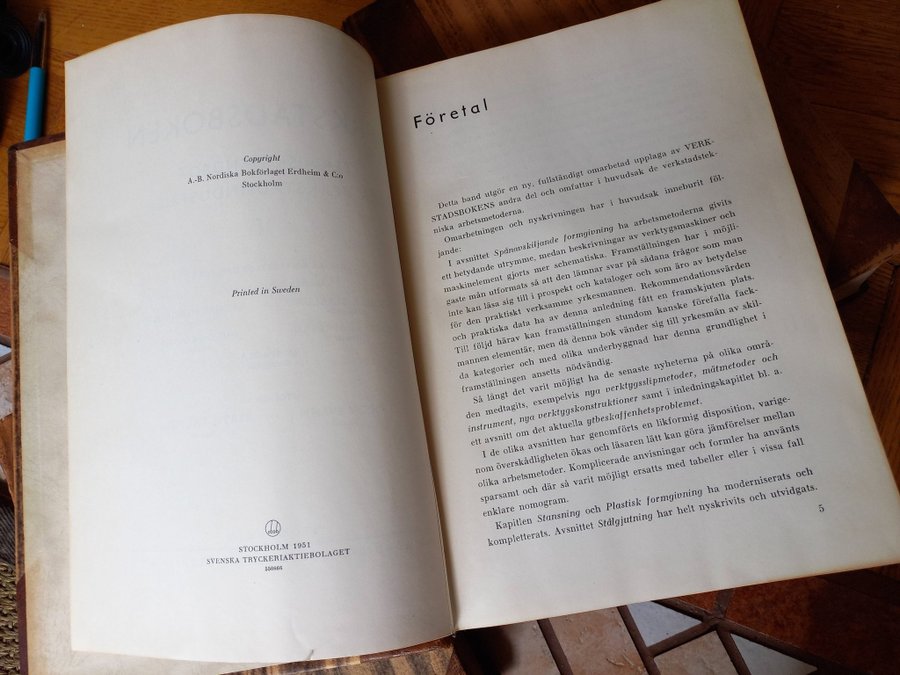 Copyright
A.-B. Nordiska Bokförlaget Erdheim & C:o
Stockholm
Printed in Sweden
STOCKHOLM 1951
SVENSKA TRYCKERIAKTIEBOLAGET
Företal
Detta band utgör en ny, fullständigt omarbetad upplaga av VERK-
STADSBOKENS andra del och omfattar i huvudsak de verkstadstek-
niska arbetsmetoderna.
Omarbetningen och nyskrivningen har i huvudsak inneburit föl-
jande:
I avsnittet Spånavskiljande formgivning ha arbetsmetoderna givits
ett betydande utrymme, medan beskrivningar av verktygsmaskiner och
maskinelement gjorts mer schematiska. Framställningen har i möjli-
gaste mån utformats så att den lämnar svar på sådana frågor som man
inte kan läsa sig till i prospekt och kataloger och som äro av betydelse
för den praktiskt verksamme yrkesmannen. Rekommendationsvärden
och praktiska data ha av denna anledning fått en framskjuten plats.
Till följd härav kan framställningen stundom kanske förefalla fack-
mannen elementär, men då denna bok vänder sig till yrkesmän av skil-
da kategorier och med olika underbyggnad har denna grundlighet i
framställningen ansetts nödvändig.
Så långt det varit möjligt ha de senaste nyheterna på olika områ-
den medtagits, exempelvis nya verktygsslipmetoder, mätmetoder och
instrument, nya verktygskonstruktioner samt i inledningskapitlet bl. a.
ett avsnitt om det aktuella ytbeskaffenhetsproblemet.
I de olika avsnitten har genomförts en likformig disposition, varige-
nom överskådligheten ökas och läsaren lätt kan göra jämförelser mellan
olika arbetsmetoder. Komplicerade anvisningar och formler ha använts
sparsamt och där så varit möjligt ersatts med tabeller eller i vissa fall
enklare nomogram.
Kapitlen Stansning och Plastisk formgivning ha moderniserats och
kompletterats. Avsnittet Stålgjutning har helt nyskrivits och utvidgats.
5